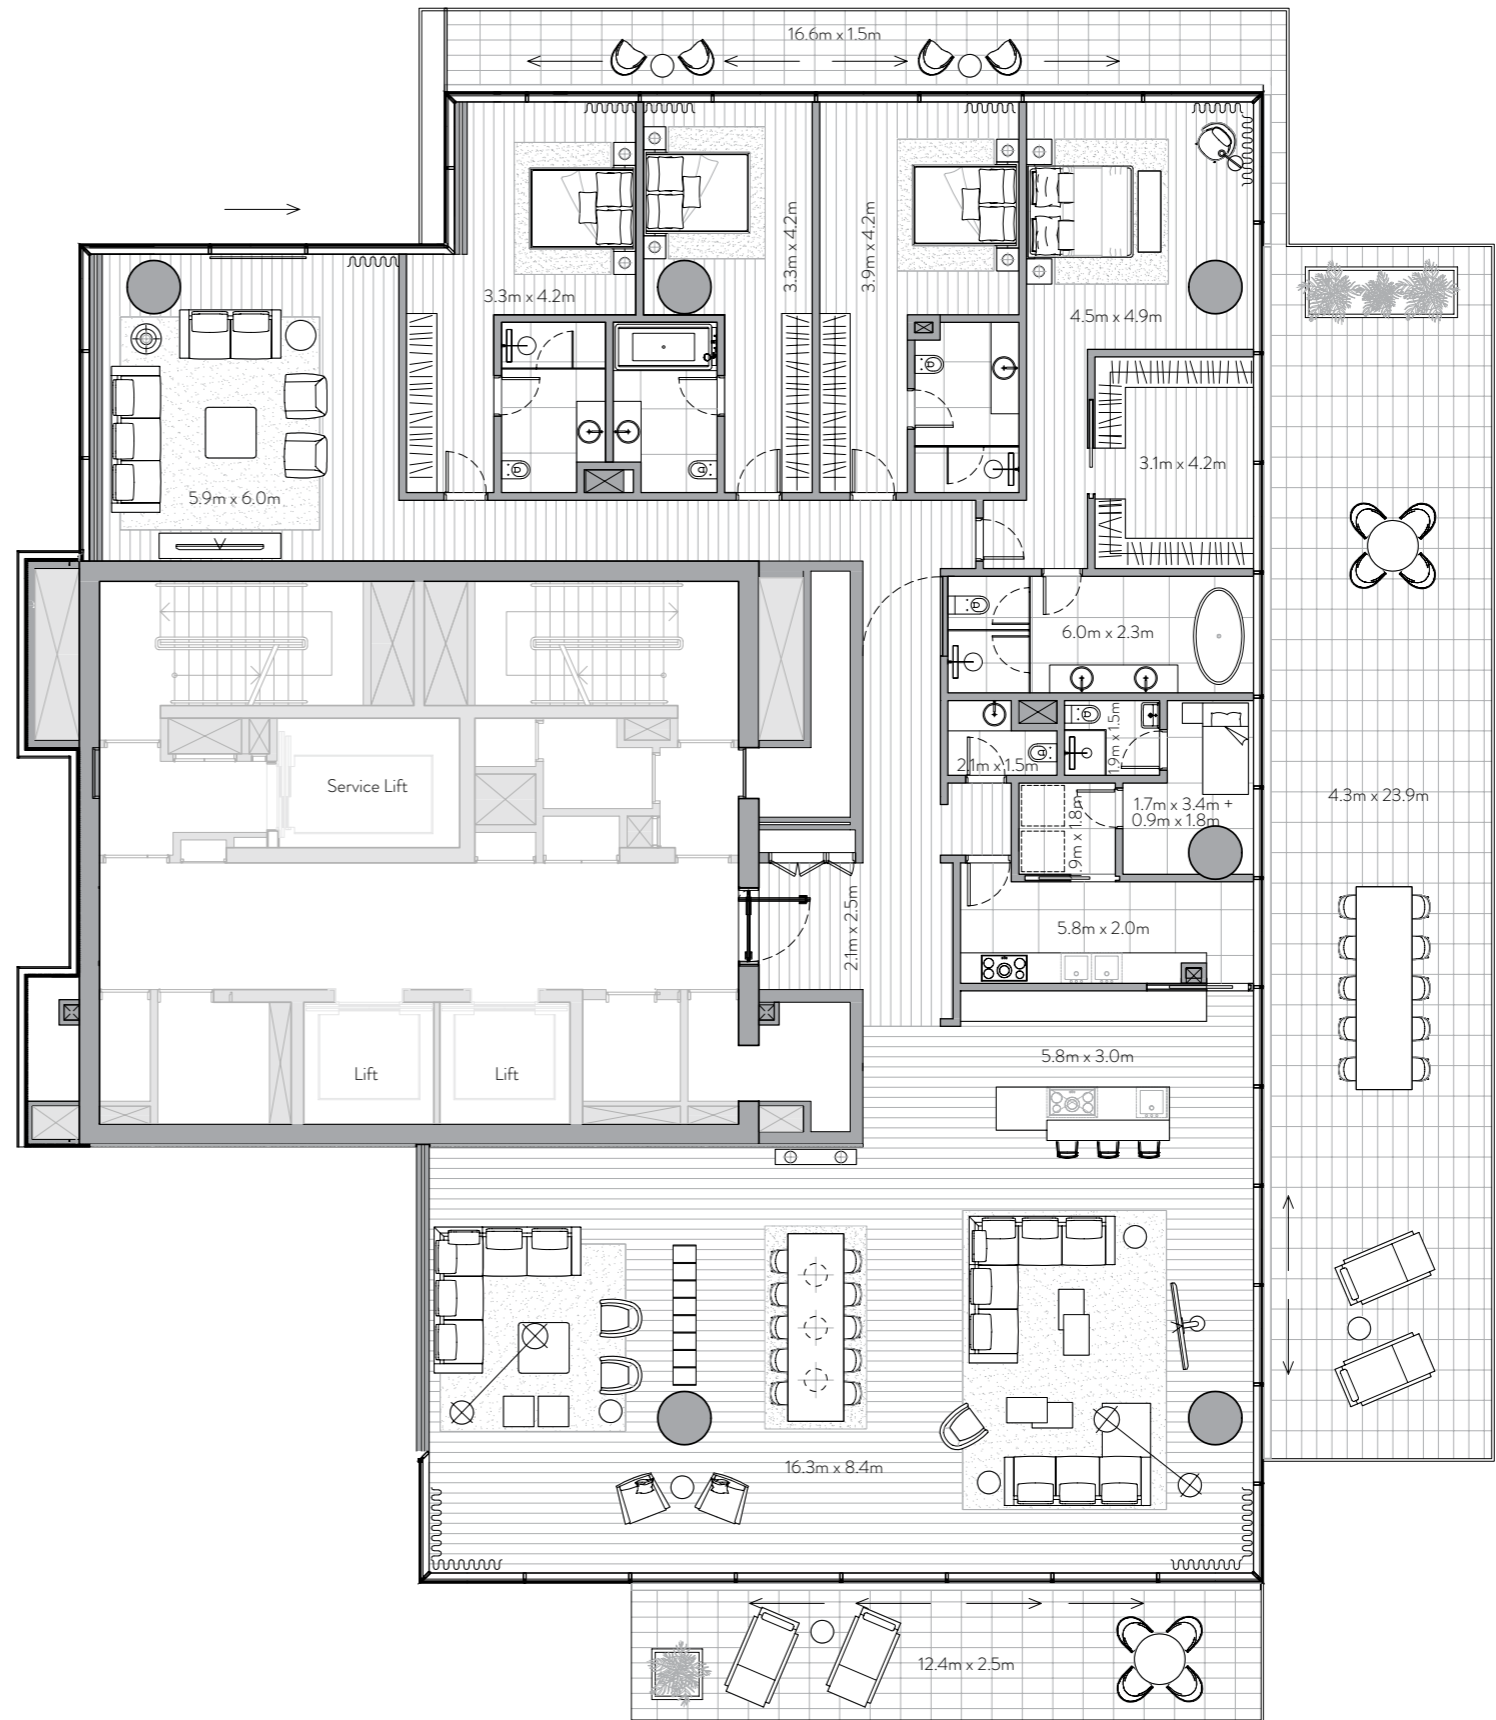 16.6m x 1.5m
3.3m x 4.2m
3.9m x 4.2m
3.3m x 4.2m
4.5m x 4.9m
3.1m x 4.2m
5.9m x 6.0m
6.0m x 2.3m
1.9m x 1.5m
2.1m x 1.5m
Service Lift
4.3m x 23.9m
1.7m x 3.4m +
0.9m x 1.8m
.9m x 1.8m
2.1m x 2.5m
5.8m x 2.0m
5.8m x 3.0m
Lift
Lift
16.3m x 8.4m
12.4m x 2.5m